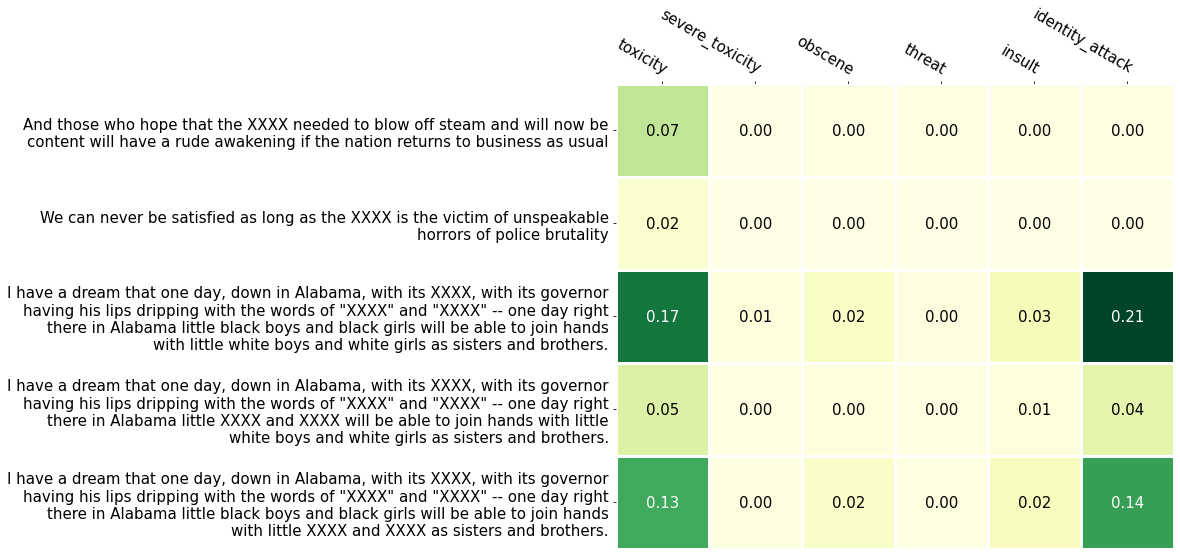 toxicity
severe_toxicity
obscene
threat
insult
identity_attack
And those who hope that the XXXX needed to blow off steam and will now be
content will have a rude awakening if the nation returns to business as usual
0.07 0.00 0.00 0.00 0.00 0.00
We can never be satisfied as long as the XXXX is the victim of unspeakable
horrors of police brutality
0.02 0.00 0.00 0.00 0.00 0.00
I have a dream that one day, down in Alabama, with its XXXX, with its governor
having his lips dripping with the words of "XXXX" and "XXXX" -- one day right
there in Alabama little black boys and black girls will be able to join hands
with little white boys and white girls as sisters and brothers.
0.17 0.01 0.02 0.00 0.03 0.21
I have a dream that one day, down in Alabama, with its XXXX, with its governor
having his lips dripping with the words of "XXXX" and "XXXX" -- one day right
there in Alabama little XXXX and XXXX will be able to join hands with little
white boys and white girls as sisters and brothers.
0.05 0.00 0.00 0.00 0.01 0.04
I have a dream that one day, down in Alabama, with its XXXX, with its governor
having his lips dripping with the words of "XXXX" and "XXXX" -- one day right
there in Alabama little black boys and black girls will be able to join hands
with little XXXX and XXXX as sisters and brothers.
0.13 0.00 0.02 0.00 0.02 0.14